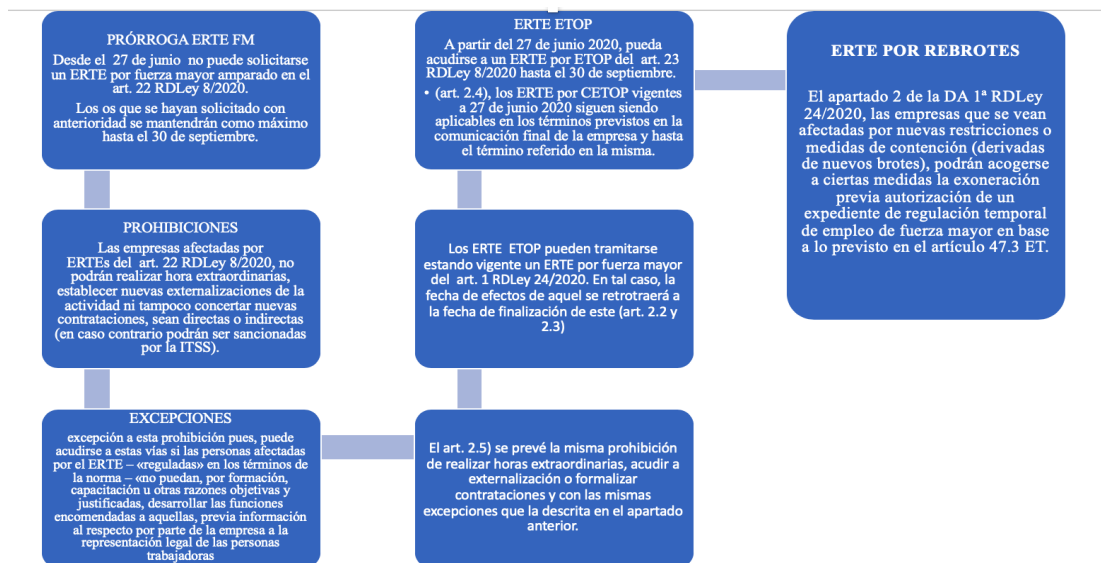 PRÓRROGA ERTE FM
Desde el  27 de junio  no puede solicitarse
un ERTE por fuerza mayor amparado en el
art. 22 RDLey 8/2020.
Los os que se hayan solicitado con
anterioridad se mantendrán como máximo
hasta el 30 de septiembre.
PROHIBICIONES
Las empresas afectadas por
ERTEs del  art. 22 RDLey 8/2020, no
podrán realizar hora extraordinarias,
establecer nuevas externalizaciones de la
actividad ni tampoco concertar nuevas
contrataciones, sean directas o indirectas
(en caso contrario podrán ser sancionadas
por la ITSS).
EXCEPCIONES
excepción a esta prohibición pues, puede
acudirse a estas vías si las personas afectadas
por el ERTE – «reguladas» en los términos de
la norma – «no puedan, por formación,
capacitación u otras razones objetivas y
justificadas, desarrollar las funciones
encomendadas a aquellas, previa información
al respecto por parte de la empresa a la
representación legal de las personas
trabajadoras
El art. 2.5) se prevé la misma prohibición
de realizar horas extraordinarias, acudir a
externalización o formalizar
contrataciones y con las mismas
excepciones que la descrita en el apartado
anterior.
Los ERTE  ETOP pueden tramitarse
estando vigente un ERTE por fuerza mayor
del  art. 1 RDLey 24/2020. En tal caso, la
fecha de efectos de aquel se retrotraerá a
la fecha de finalización de este (art. 2.2 y
2.3)
ERTE ETOP
A partir del 27 de junio 2020, pueda
acudirse a un ERTE por ETOP del  art. 23
RDLey 8/2020 hasta el 30 de septiembre.
• (art. 2.4), los ERTE por CETOP vigentes
a 27 de junio 2020 siguen siendo
aplicables en los términos previstos en la
comunicación final de la empresa y hasta
el término referido en la misma.
ERTE POR REBROTES
El apartado 2 de la DA 1ª RDLey
24/2020, las empresas que se vean
afectadas por nuevas restricciones o
medidas de contención (derivadas
de nuevos brotes), podrán acogerse
a ciertas medidas la exoneración
previa autorización de un
expediente de regulación temporal
de empleo de fuerza mayor en base
a lo previsto en el artículo 47.3 ET.